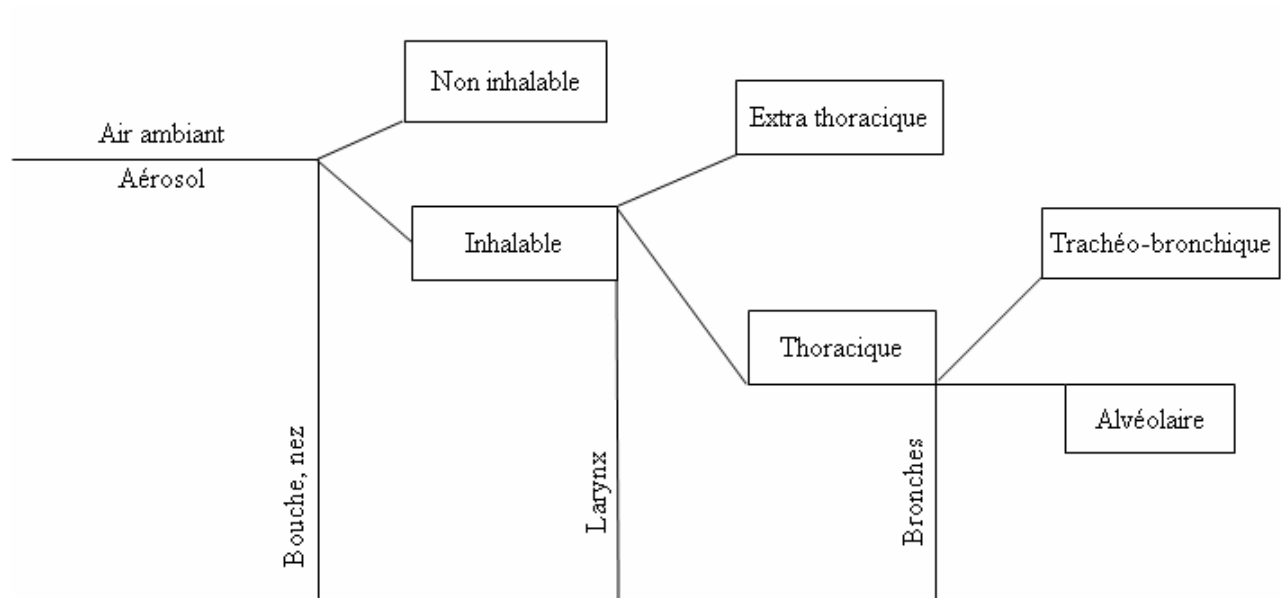 Non inhalable
Extra thoracique
Air ambiant
Aérosol
Inhalable
Trachéo-bronchique
Thoracique
Alvéolaire
Bouche, nez
Larynx
Bronches